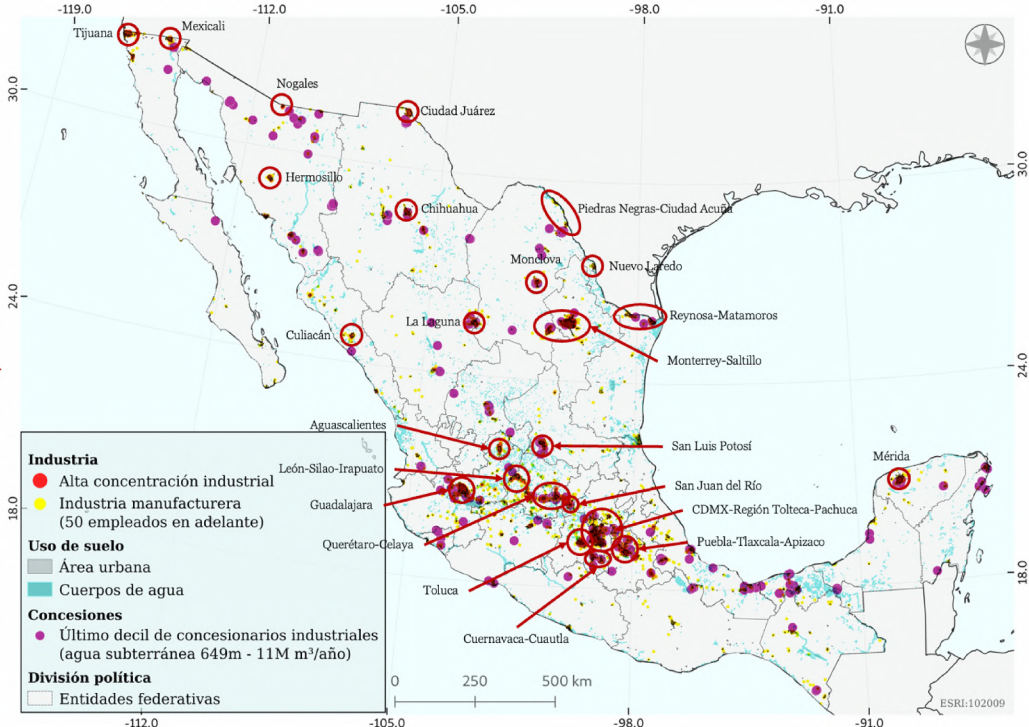 -119.0
-112.0
-105.0
-98.0
-91.0
Tijuana
Mexicali
Nogales
Ciudad Juárez
30.0
30.0
Hermosillo
Chihuahua
Piedras Negras-Ciudad Acuña
Monclova
Nuevo Laredo
24.0
La Laguna
Reynosa-Matamoros
Culiacán
Monterrey-Saltillo
24.0
Aguascalientes
San Luis Potosí
León-Silao-Irapuato
Mérida
Guadalajara
San Juan del Río
18.0
CDMX-Región Tolteca-Pachuca
Querétaro-Celaya
Puebla-Tlaxcala-Apizaco
18.0
Toluca
Cuernavaca-Cuautla
Industria
Alta concentración industrial
Industria manufacturera
(50 empleados en adelante)
Uso de suelo
Área urbana
Cuerpos de agua
Concesiones
Último decil de concesionarios industriales
(agua subterránea 649m - 11M m³/año)
División política
Entidades federativas
0
250
500 km
ESRI:102009
-112.0
-105.0
-98.0
-91.0